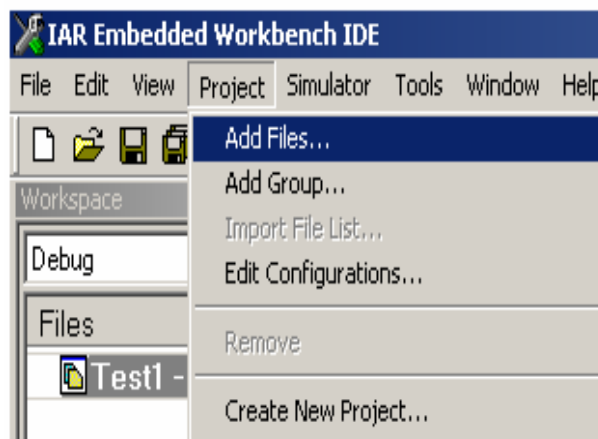 IAR Embedded Workbench IDE
File Edit View Project Simulator Tools Window Help
Add Files...
Workspace
Add Group...
Import File List...
Debug
Edit Configurations...
Files
Remove
Test1 -
Create New Project...